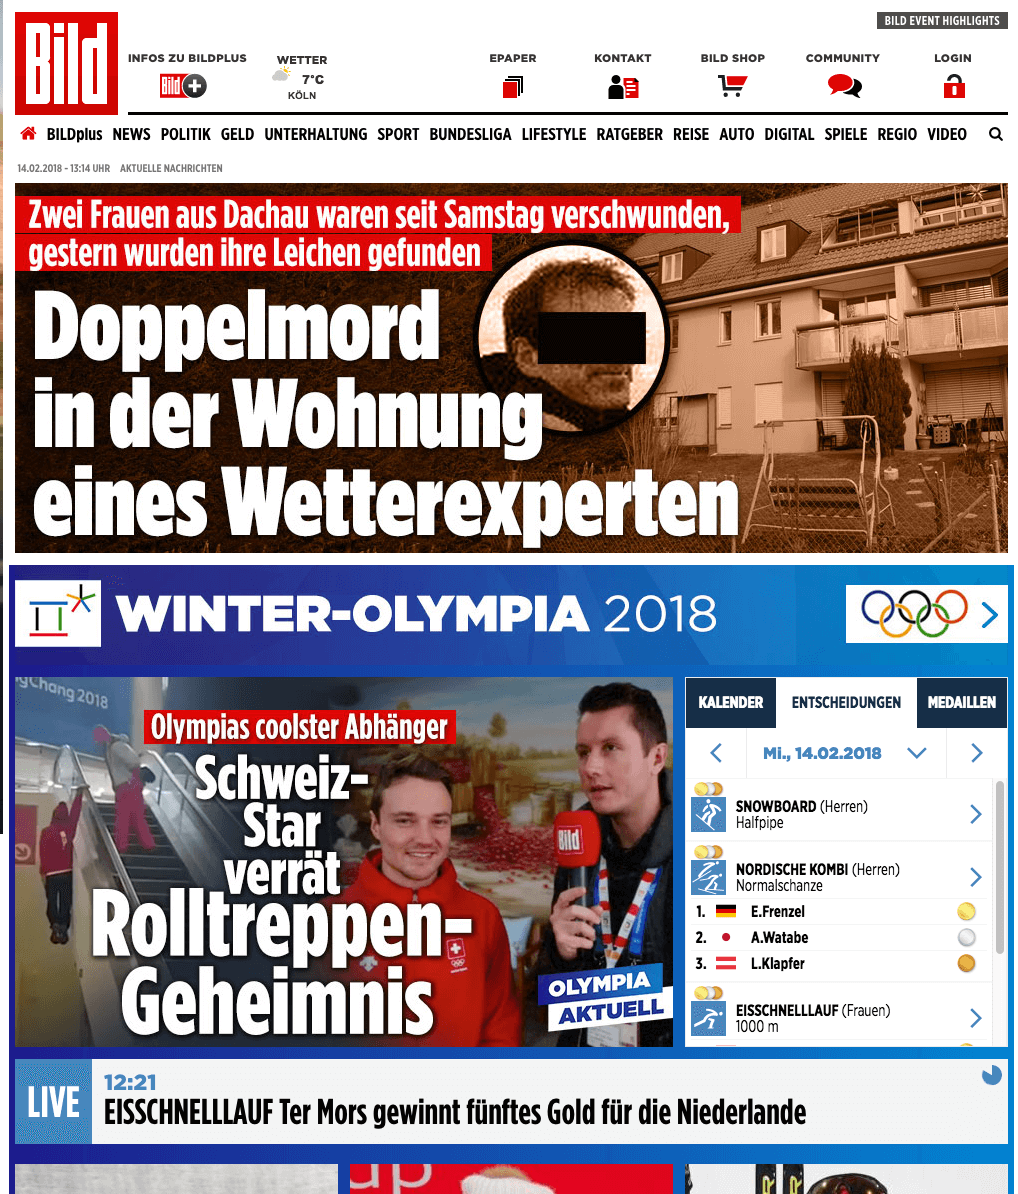 BILD EVENT HIGHLIGHTS
Bild
INFOS ZU BILDPLUS
Bild
WETTER
7°C
KÖLN
EPAPER
KONTAKT
BILD SHOP
COMMUNITY
LOGIN
BILDplus NEWS POLITIK GELD UNTERHALTUNG SPORT BUNDESLIGA LIFESTYLE RATGEBER REISE AUTO DIGITAL SPIELE REGIO VIDEO
14.02.2018 - 13:14 UHR AKTUELLE NACHRICHTEN
Zwei Frauen aus Dachau waren seit Samstag verschwunden,
gestern wurden ihre Leichen gefunden
Doppelmord
in der Wohnung
eines Wetterexperten
WINTER-OLYMPIA 2018
gChang 2018
Olympias coolster Abhänger
Schweiz-
Star
verrät
Rolltreppen-
Geheimnis
Bild
OLYMPIA
AKTUELL
KALENDER ENTSCHEIDUNGEN MEDAILLEN
Mi., 14.02.2018
SNOWBOARD (Herren)
Halfpipe
NORDISCHE KOMBI (Herren)
Normalschanze
1. E.Frenzel
2. A.Watabe
3. L.Klapfer
EISSCHNELLLAUF (Frauen)
1000 m
LIVE
12:21
EISSCHNELLLAUF Ter Mors gewinnt fünftes Gold für die Niederlande
up